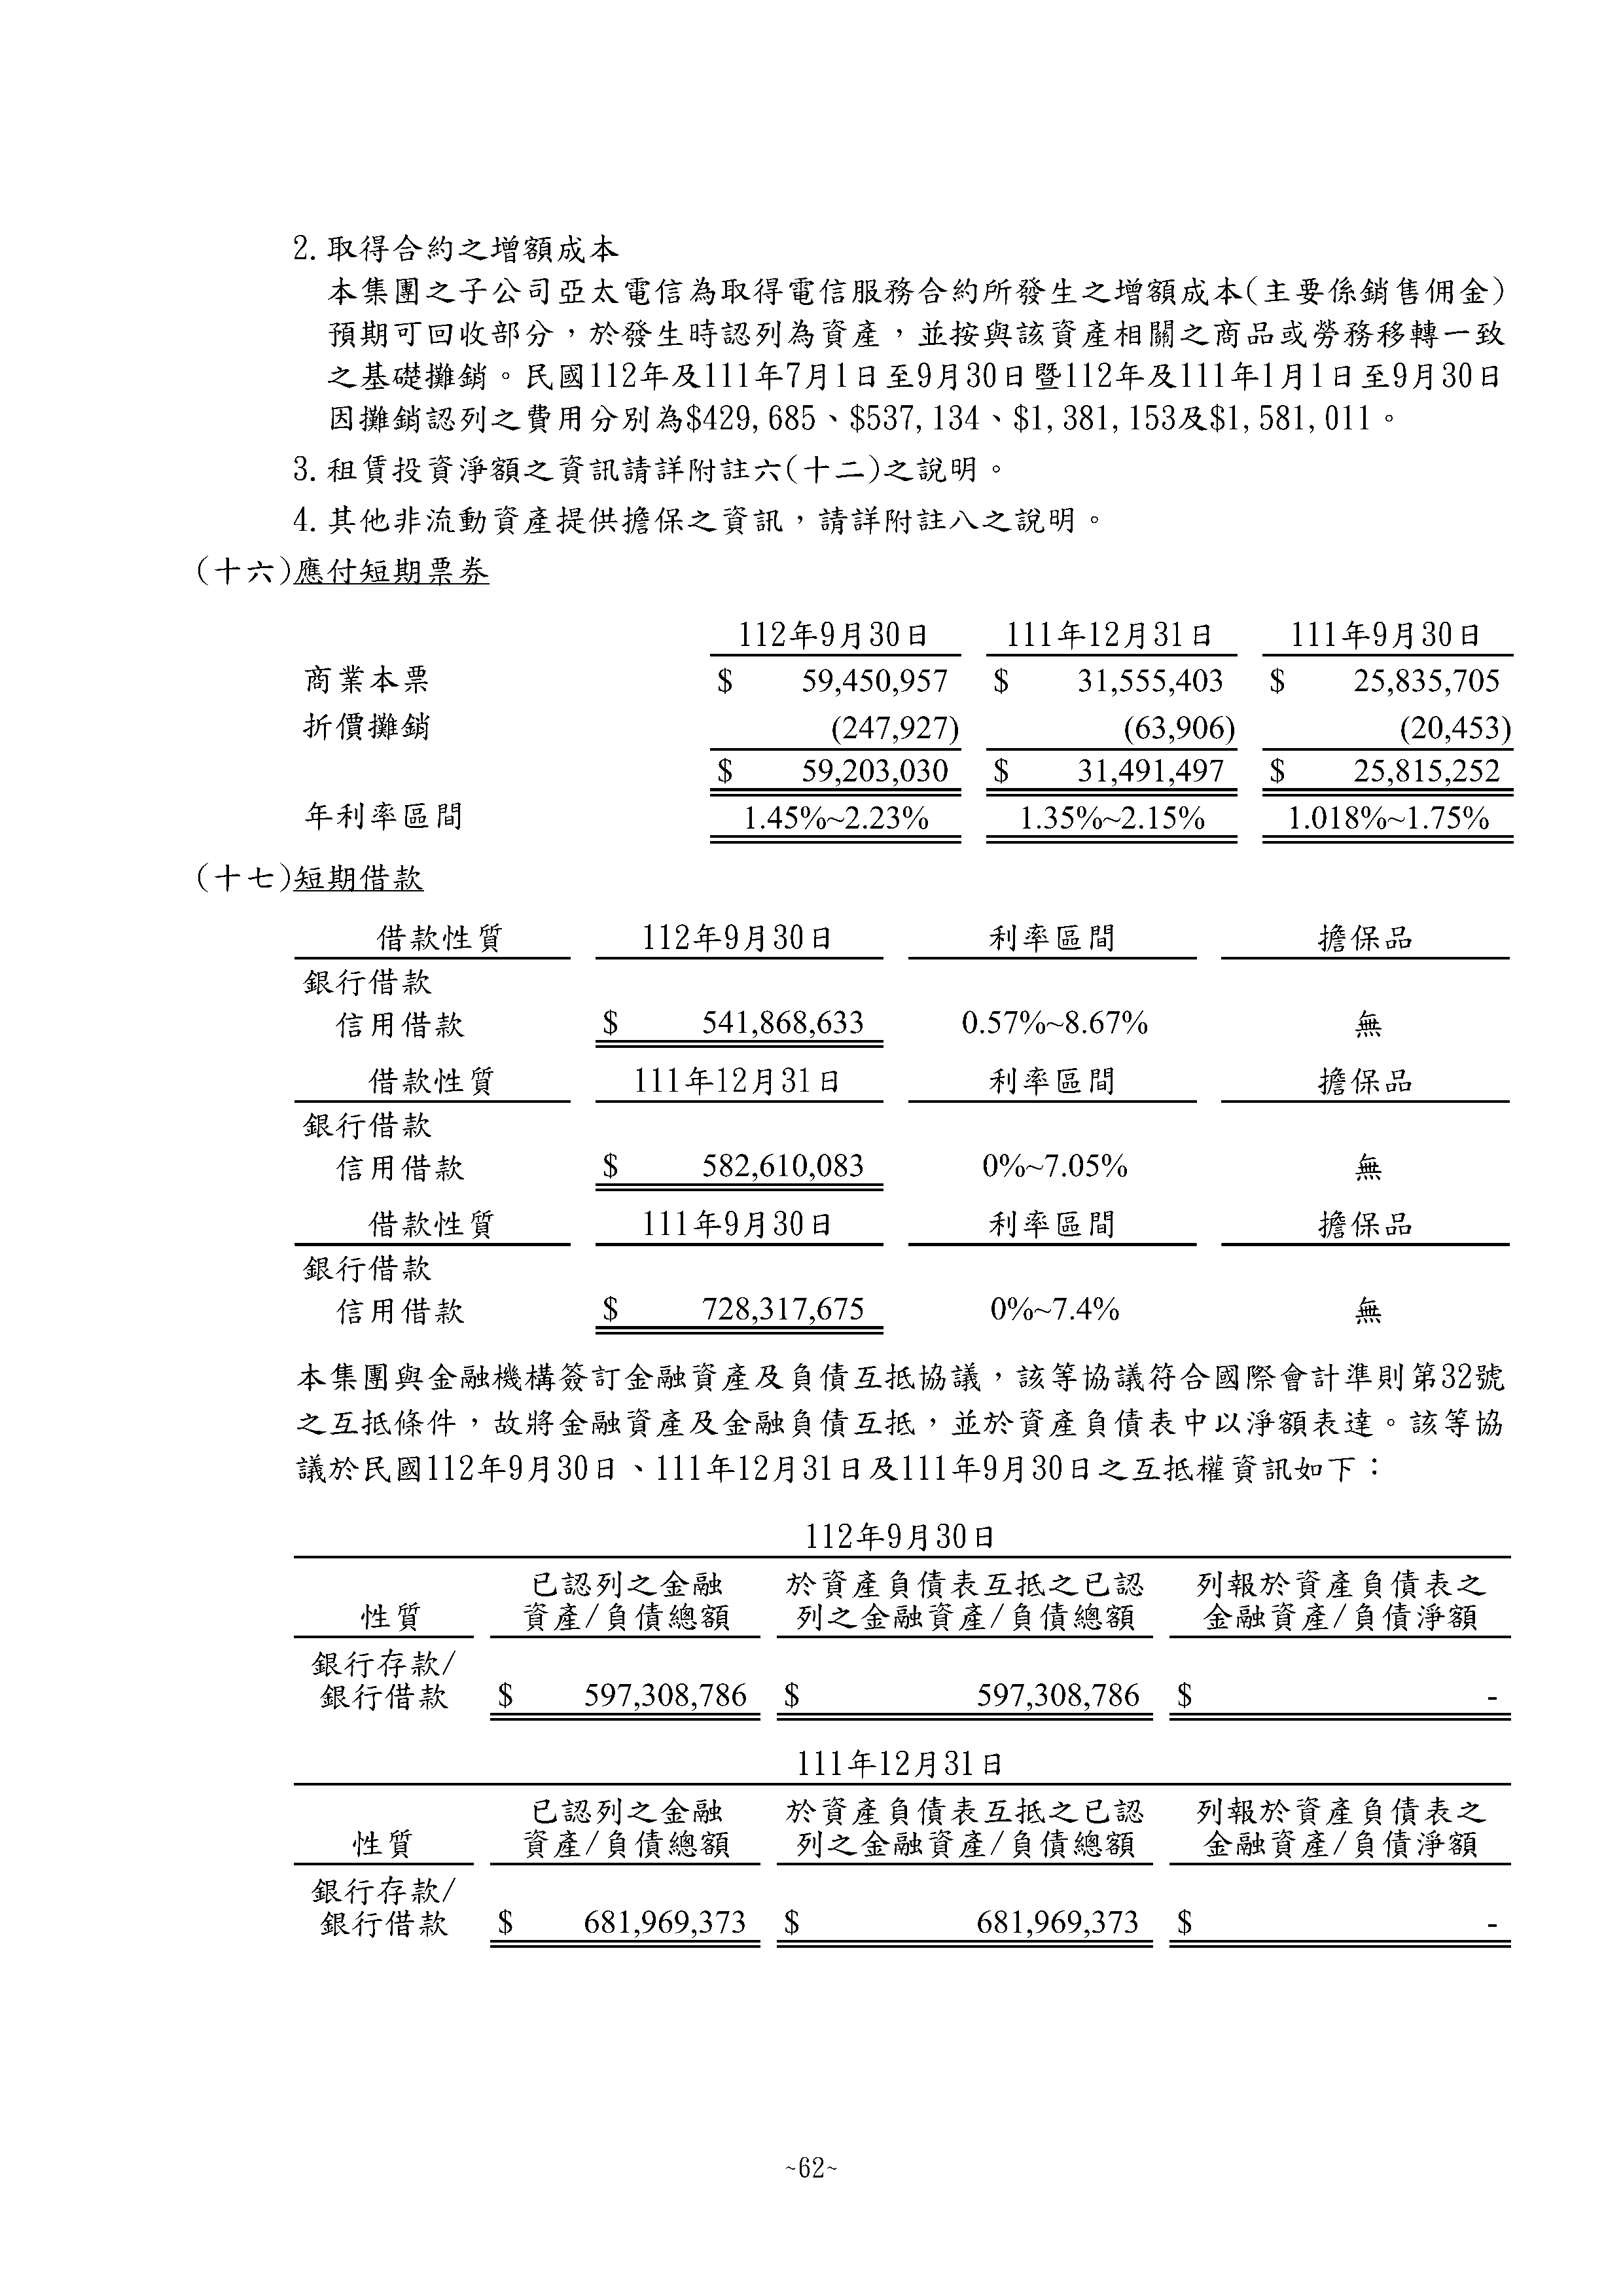 2. 取得合約之增額成本
本集團之子公司亞太電信為取得電信服務合約所發生之增額成本(主要係銷售佣金)
預期可回收部分，於發生時認列為資產，並按與該資產相關之商品或勞務移轉一致
之基礎攤銷。民國112年及111年7月1日至9月30日暨112年及111年1月1日至9月30日
因攤銷認列之費用分別為$429,685、$537,134、$1,381,153及$1,581,011。
3. 租賃投資淨額之資訊請詳附註六(十二)之說明。
4. 其他非流動資產提供擔保之資訊，請詳附註八之說明。
(十六)應付短期票券
112年9月30日 111年12月31日 111年9月30日
商業本票 $ 59,450,957 $ 31,555,403 $ 25,835,705
折價攤銷 (247,927) (63,906) (20,453)
$ 59,203,030 $ 31,491,497 $ 25,815,252
年利率區間 1.45%~2.23% 1.35%~2.15% 1.018%~1.75%
(十七)短期借款
借款性質 112年9月30日 利率區間 擔保品
銀行借款
信用借款 $ 541,868,633 0.57%~8.67% 無
借款性質 111年12月31日 利率區間 擔保品
銀行借款
信用借款 $ 582,610,083 0%~7.05% 無
借款性質 111年9月30日 利率區間 擔保品
銀行借款
信用借款 $ 728,317,675 0%~7.4% 無
本集團與金融機構簽訂金融資產及負債互抵協議，該等協議符合國際會計準則第32號
之互抵條件，故將金融資產及金融負債互抵，並於資產負債表中以淨額表達。該等協
議於民國112年9月30日、111年12月31日及111年9月30日之互抵權資訊如下：
112年9月30日
已認列之金融 於資產負債表互抵之已認 列報於資產負債表之
性質 資產/負債總額 列之金融資產/負債總額 金融資產/負債淨額
銀行存款/
銀行借款 $ 597,308,786 $ 597,308,786 $ -
111年12月31日
已認列之金融 於資產負債表互抵之已認 列報於資產負債表之
性質 資產/負債總額 列之金融資產/負債總額 金融資產/負債淨額
銀行存款/
銀行借款 $ 681,969,373 $ 681,969,373 $ -
~62~